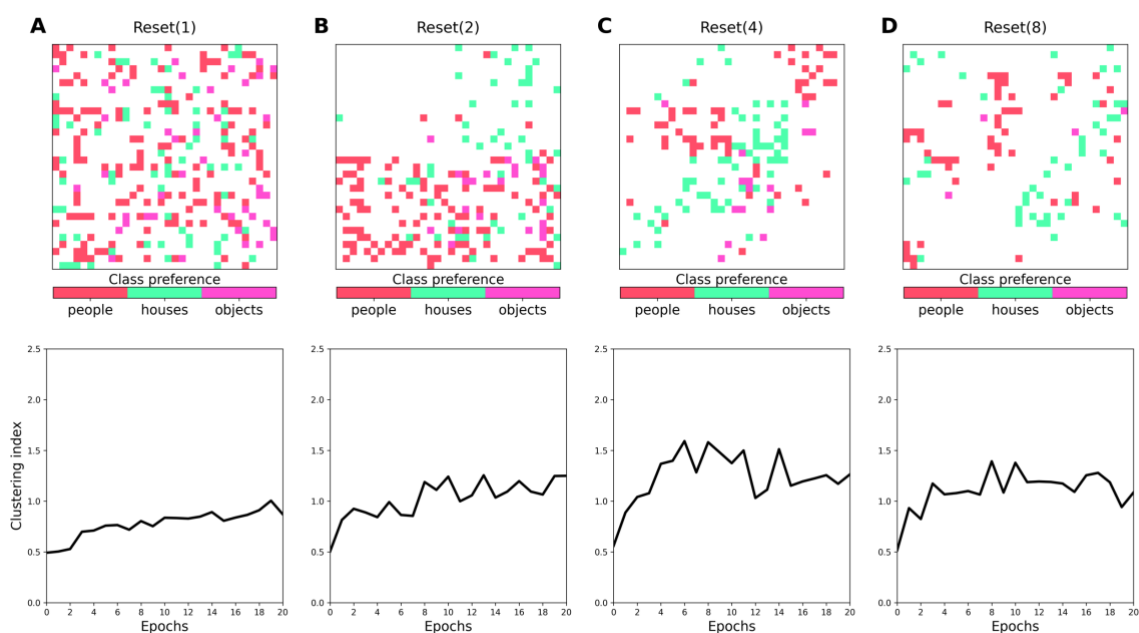 A Reset(1) B Reset(2) C Reset(4) D Reset(8)
Class preference Class preference Class preference Class preference
people houses objects people houses objects people houses objects people houses objects
2.5 2.5 2.5 2.5
2.0 2.0 2.0 2.0
1.5 1.5 1.5 1.5
Clustering index
1.0 1.0 1.0 1.0
0.5 0.5 0.5 0.5
0.0 0.0 0.0 0.0
0 2 4 6 8 10 12 14 16 18 20 0 2 4 6 8 10 12 14 16 18 20 0 2 4 6 8 10 12 14 16 18 20 0 2 4 6 8 10 12 14 16 18 20
Epochs Epochs Epochs Epochs